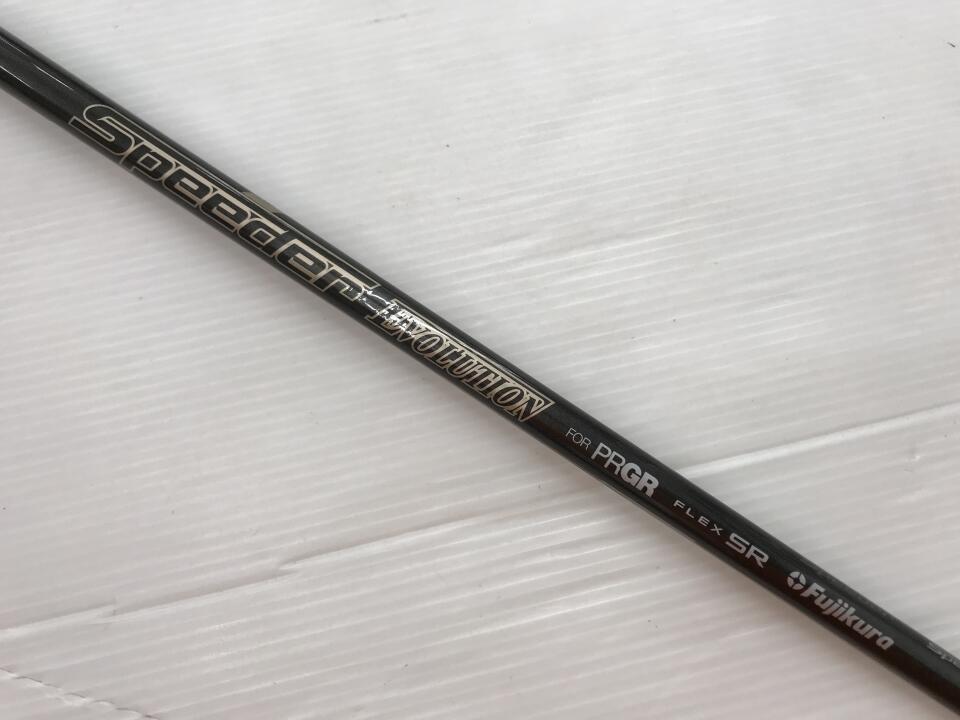 Speeder EVOLUTION FOR PRGR FLEX SR Fujikura